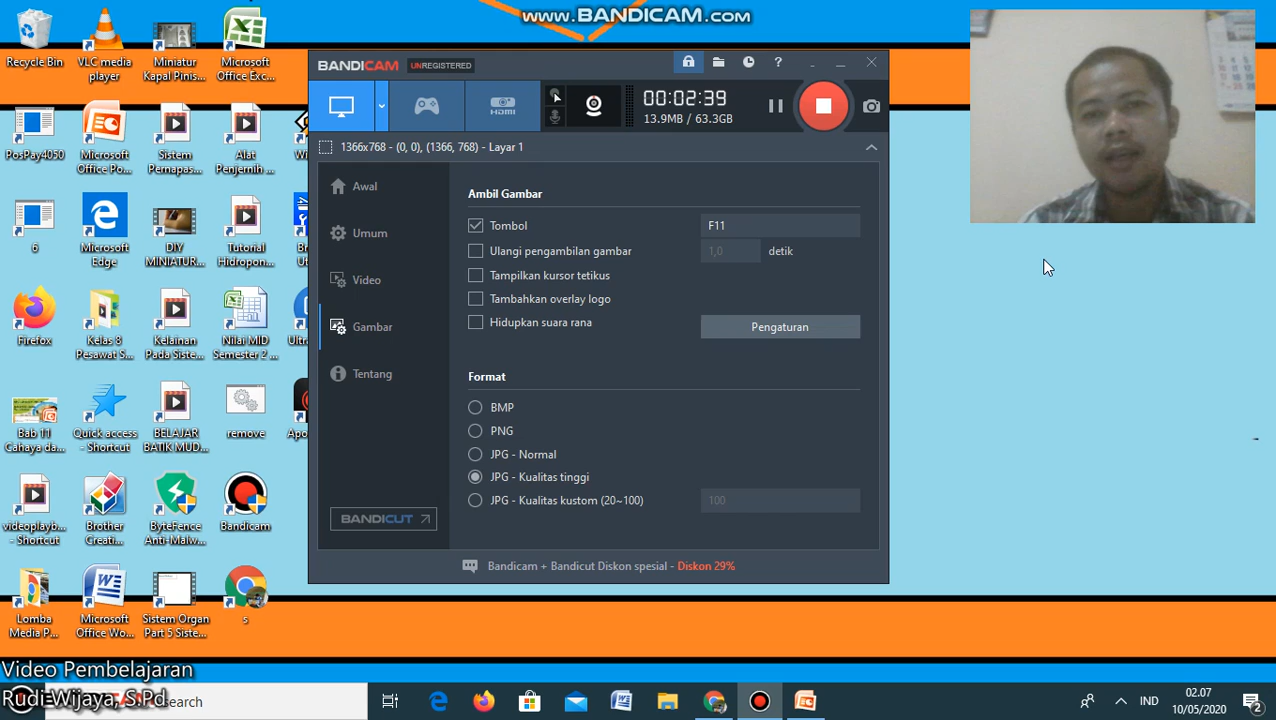 www.BANDICAM.com
Recycle Bin
VLC media player
Miniatur Kapal Pinis...
Microsoft Office Exc...
PosPay4050
Microsoft Office Po...
Sistem Pernapas...
Alat Penjernih ...
6
Microsoft Edge
DIY MINIATUR...
Tutorial Hidropon...
Firefox
Kelas 8 Pesawat S...
Kelainan Pada Siste...
Nilai MID Semester 2 ...
Bab 11 Cahaya da...
Quick access - Shortcut
BELAJAR BATIK MUD...
remove
videoplayb... - Shortcut
Brother Creati...
ByteFence Anti-Malw...
Bandicam
Lomba Media P...
Microsoft Office Wo...
Sistem Organ Part 5 Siste...
s
BANDICAM UNREGISTERED
HDMI
00:02:39
13.9MB / 63.3GB
1366x768 - (0, 0), (1366, 768) - Layar 1
Awal
Umum
Video
Gambar
Tentang
BANDICUT
Ambil Gambar
Tombol F11
Ulangi pengambilan gambar 1,0 detik
Tampilkan kursor tetikus
Tambahkan overlay logo
Hidupkan suara rana Pengaturan
Format
BMP
PNG
JPG - Normal
JPG - Kualitas tinggi
JPG - Kualitas kustom (20~100) 100
Bandicam + Bandicut Diskon spesial - Diskon 29%
Video Pembelajaran
Rudi Wijaya, S.Pd
search
IND
02.07
10/05/2020
2